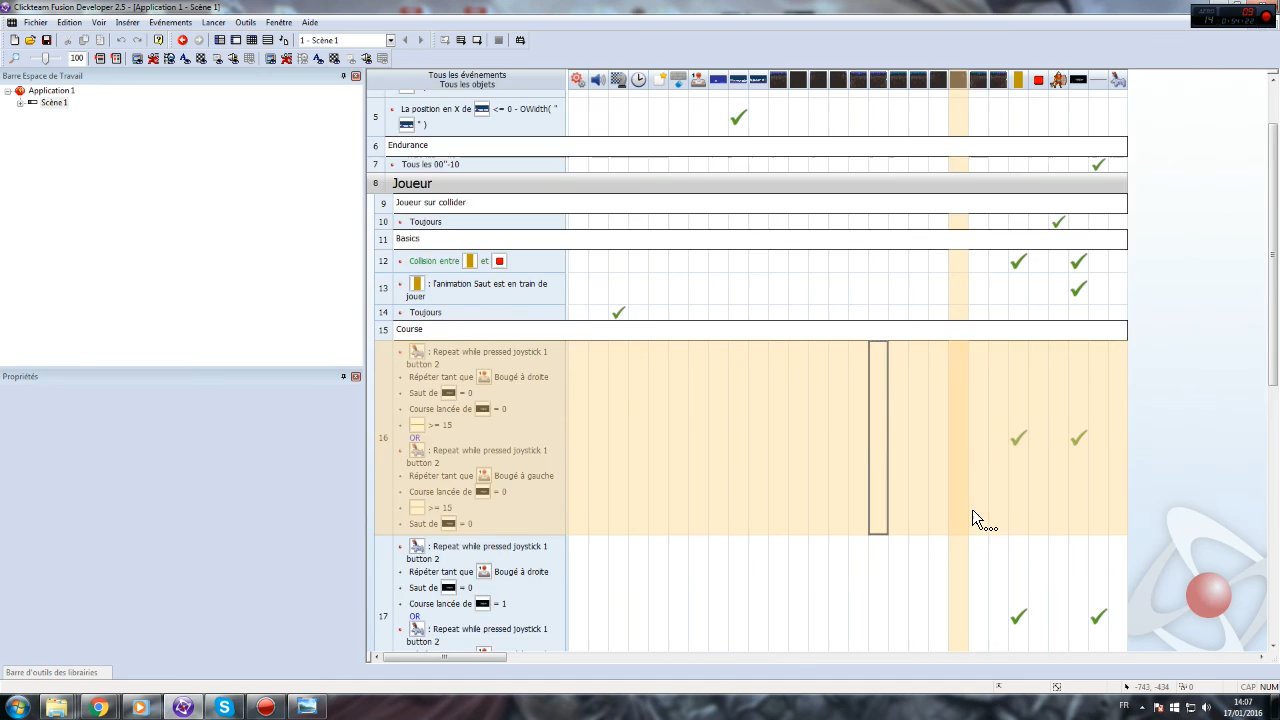 Clickteam Fusion Developer 2.5 - [Application 1 - Scène 1]
Fichier Edition Voir Insérer Evénements Lancer Outils Fenêtre Aide
1 - Scène 1
100
Barre Espace de Travail
Application 1
Scène 1
Propriétés
Barre d'outils des librairies
Tous les événements
Tous les objets
5 La position en X de <= 0 - OWidth( "
" )
6 Endurance
7 Tous les 00"-10
8 Joueur
9 Joueur sur collider
10 Toujours
11 Basics
12 Collision entre et
13 : l'animation Saut est en train de
jouer
14 Toujours
15 Course
16
: Repeat while pressed joystick 1
button 2
Répéter tant que Bougé à droite
Saut de = 0
Course lancée de = 0
>= 15
OR
: Repeat while pressed joystick 1
button 2
Répéter tant que Bougé à gauche
Course lancée de = 0
>= 15
Saut de = 0
17
: Repeat while pressed joystick 1
button 2
Répéter tant que Bougé à droite
Saut de = 0
Course lancée de = 1
OR
: Repeat while pressed joystick 1
button 2
-743, -434 0 CAP NUM
FR 14:07
17/01/2016